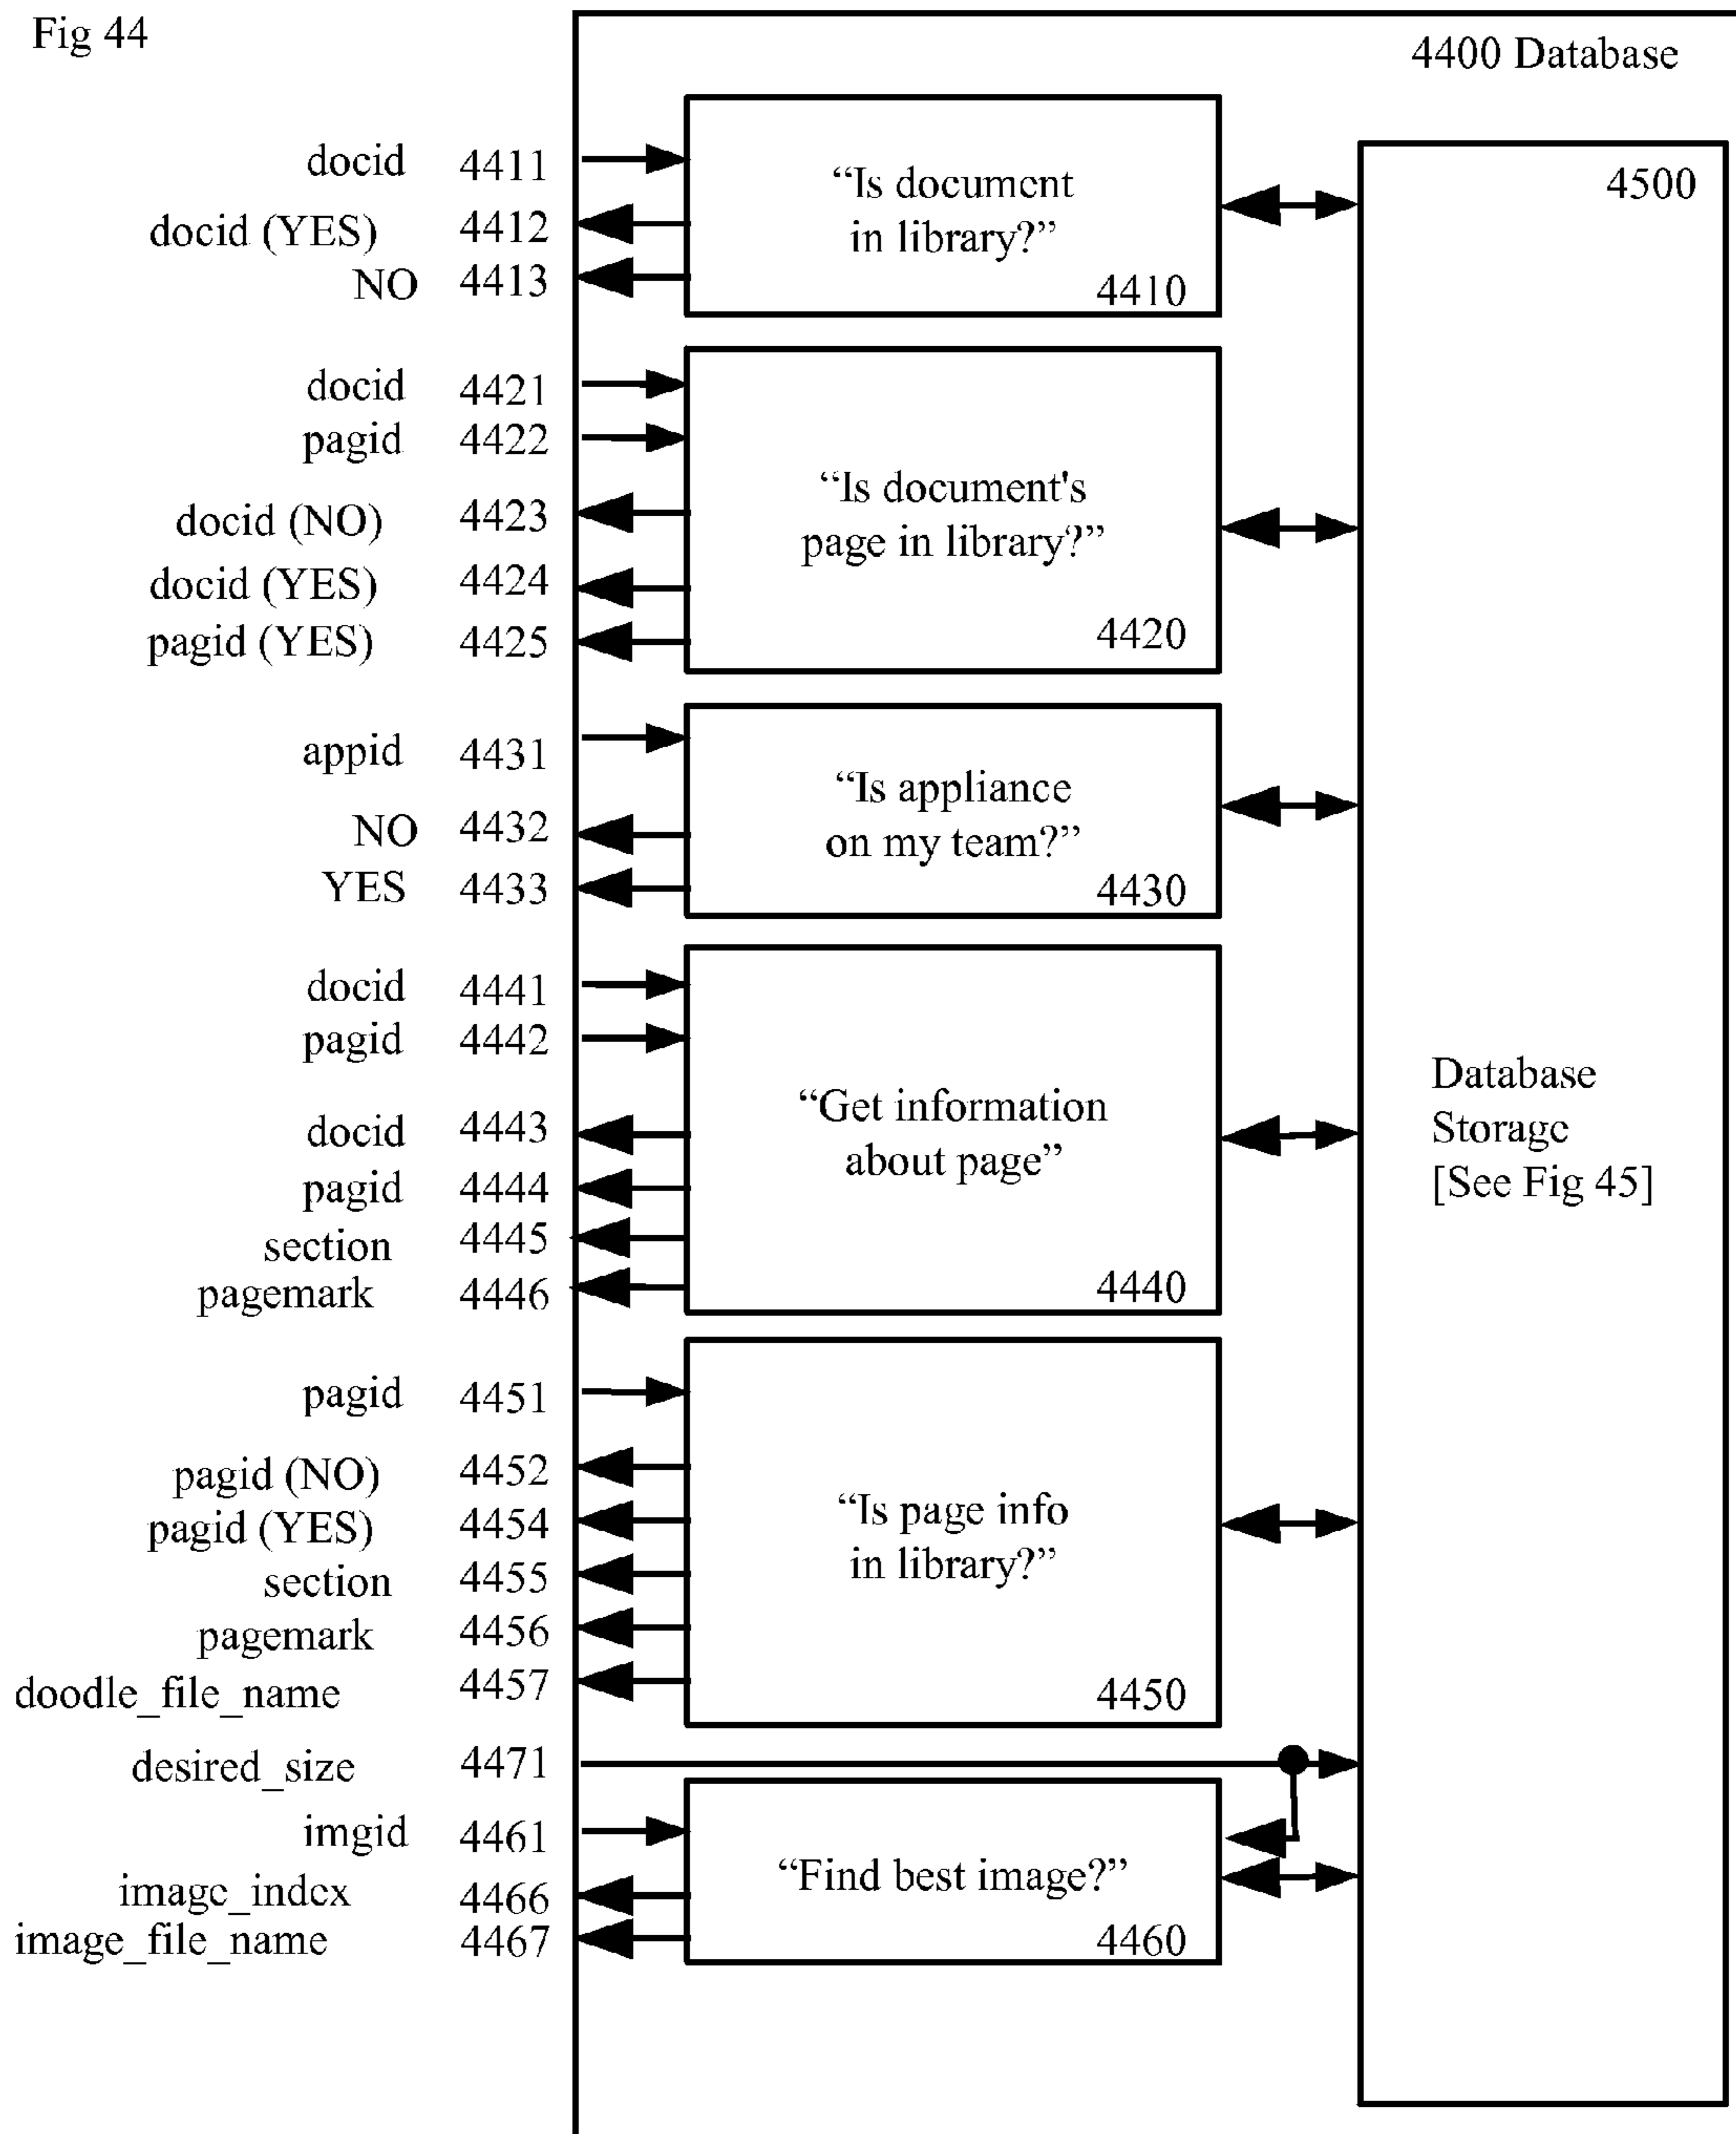 Fig 44
4400 Database
4500
docid 4411
docid (YES) 4412
NO 4413
“Is document
in library?”
4410
docid 4421
pagid 4422
docid (NO) 4423
docid (YES) 4424
pagid (YES) 4425
“Is document's
page in library?”
4420
appid 4431
NO 4432
YES 4433
“Is appliance
on my team?”
4430
docid 4441
pagid 4442
docid 4443
pagid 4444
section 4445
pagemark 4446
“Get information
about page”
4440
Database
Storage
[See Fig 45]
pagid 4451
pagid (NO) 4452
pagid (YES) 4454
section 4455
pagemark 4456
doodle_file_name 4457
“Is page info
in library?”
4450
desired_size 4471
imgid 4461
image_index 4466
image_file_name 4467
“Find best image?”
4460